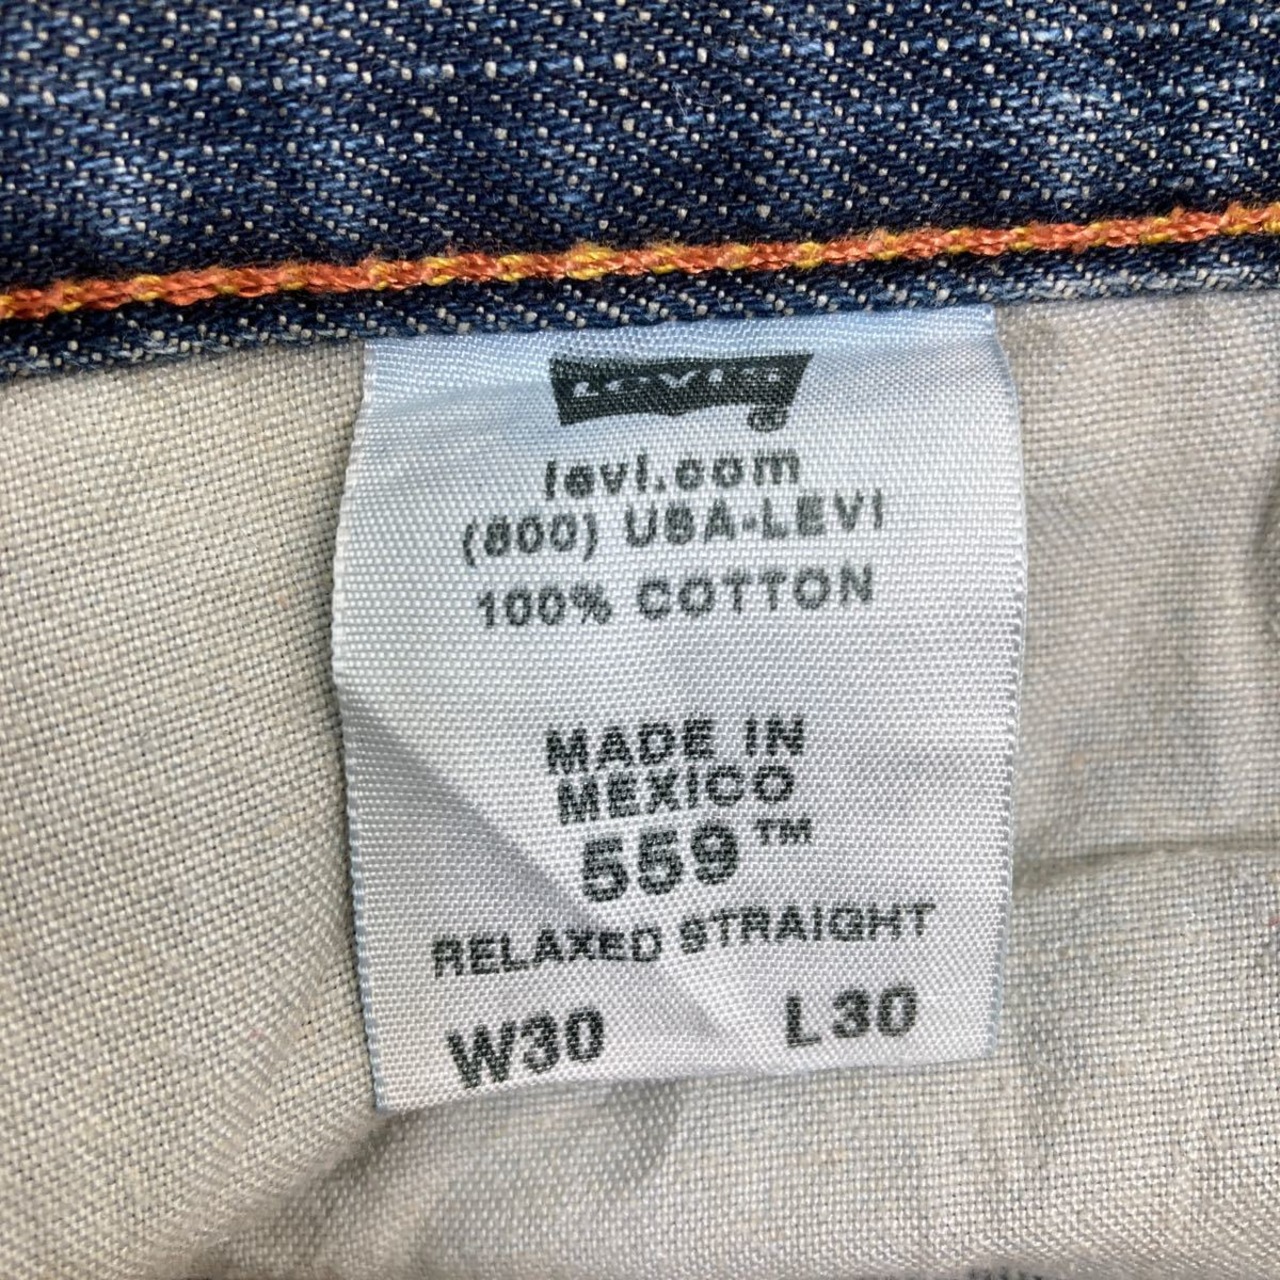 Levi's
®
levi.com
(800) USA-LEVI
100% COTTON
MADE IN
MEXICO
559™
RELAXED STRAIGHT
W30 L30